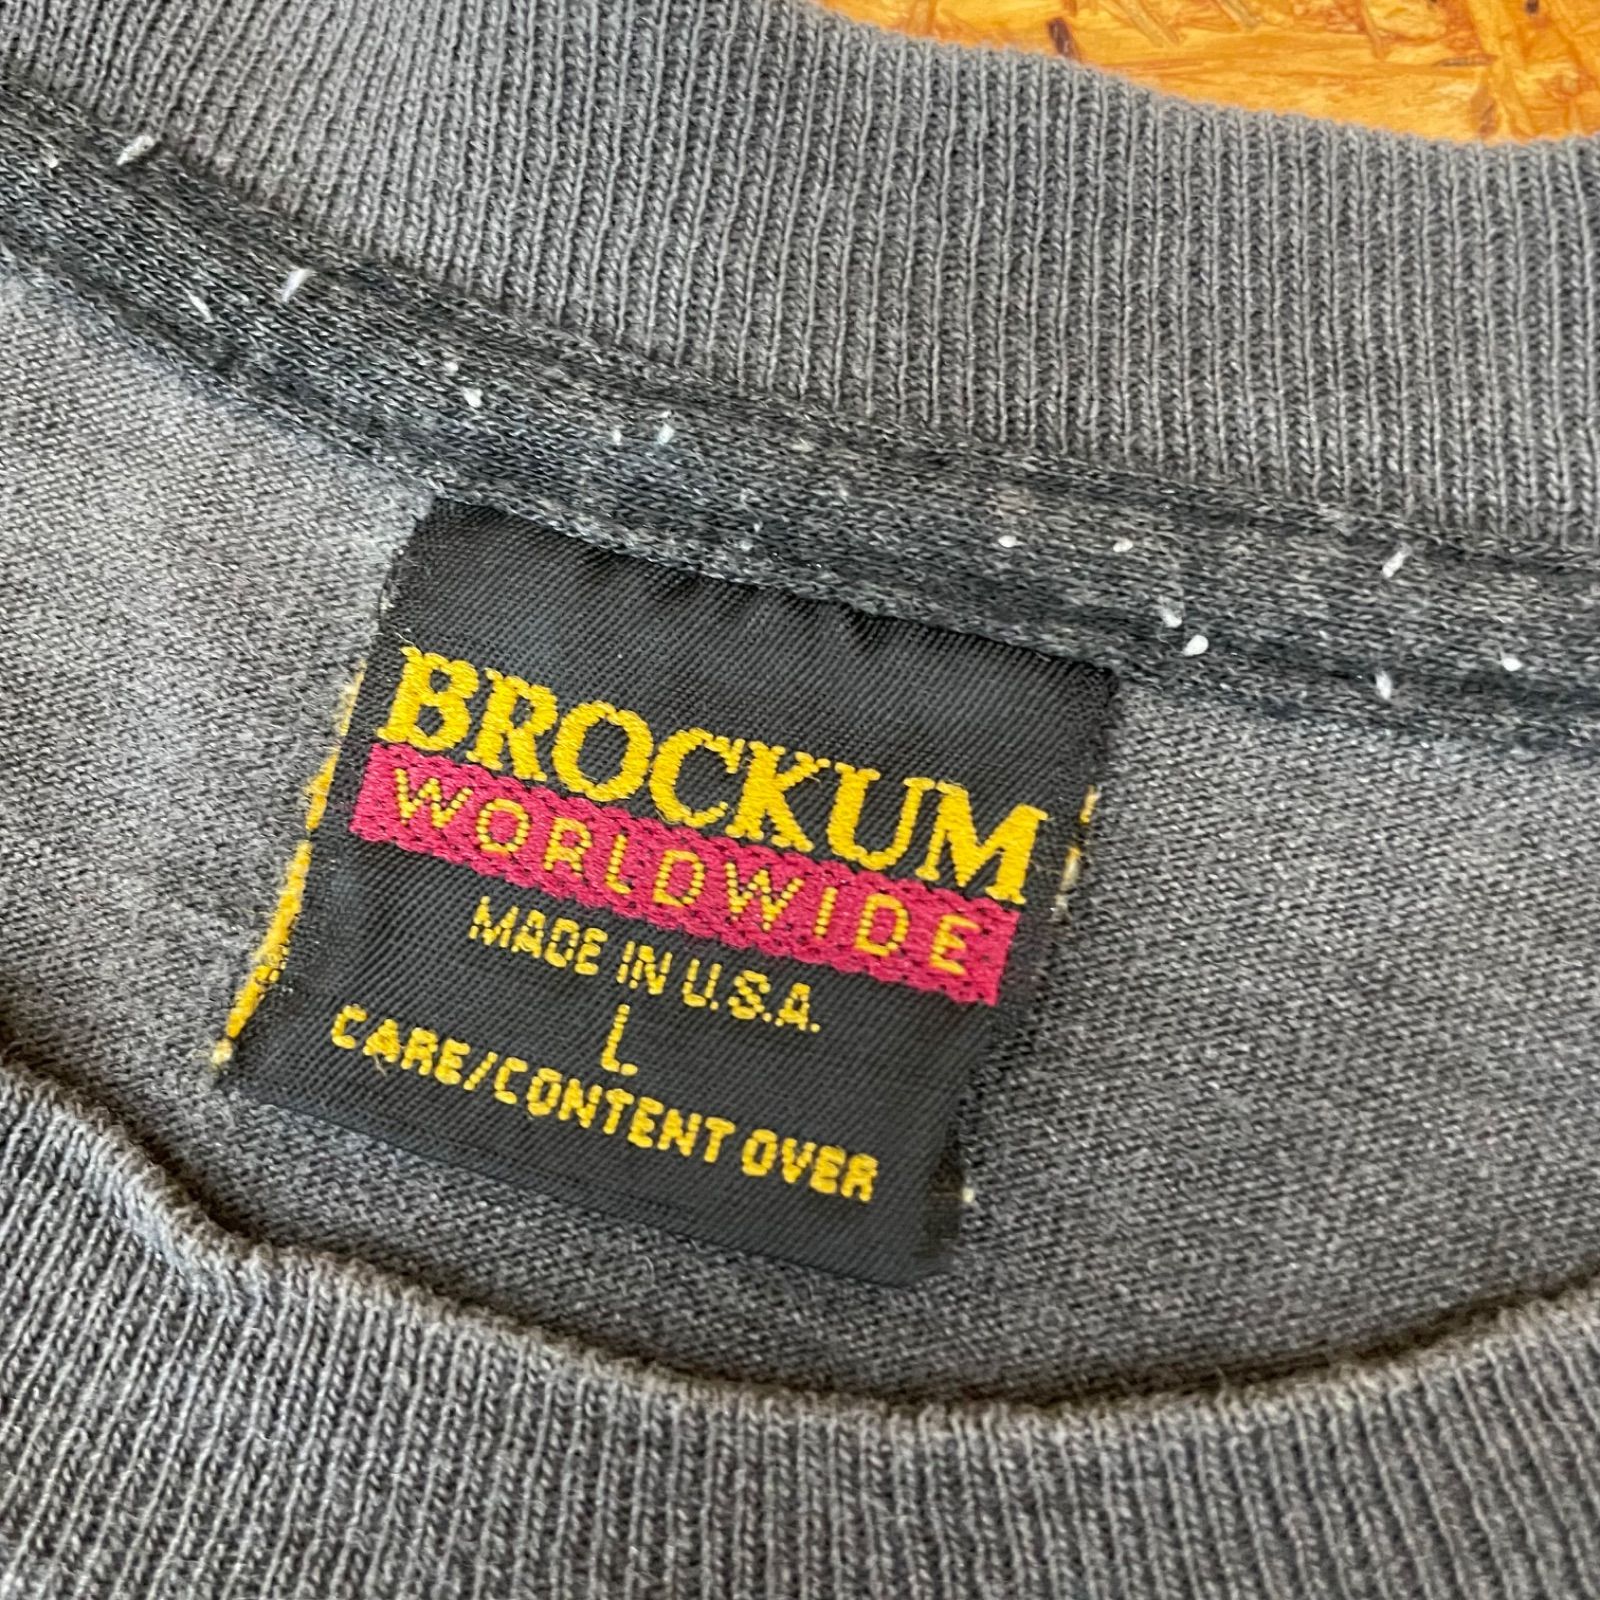 BROCKUM
WORLDWIDE
MADE IN U.S.A.
L
CARE/CONTENT OVER